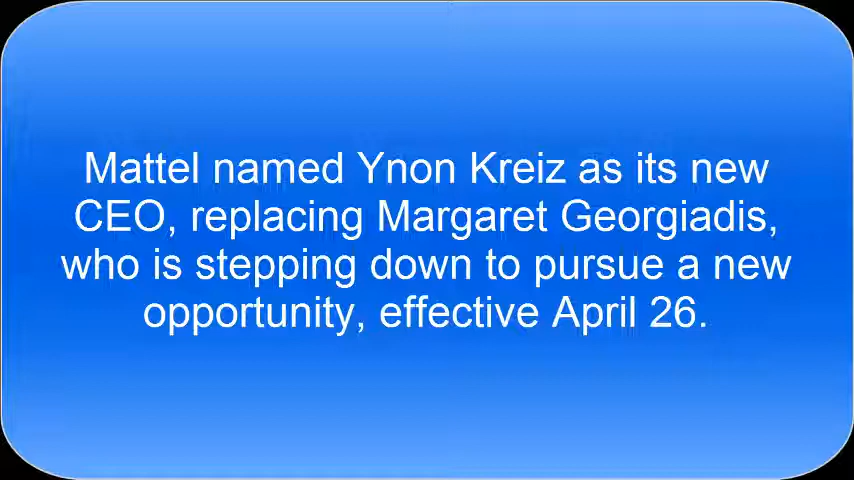 Mattel named Ynon Kreiz as its new
CEO, replacing Margaret Georgiadis,
who is stepping down to pursue a new
opportunity, effective April 26.